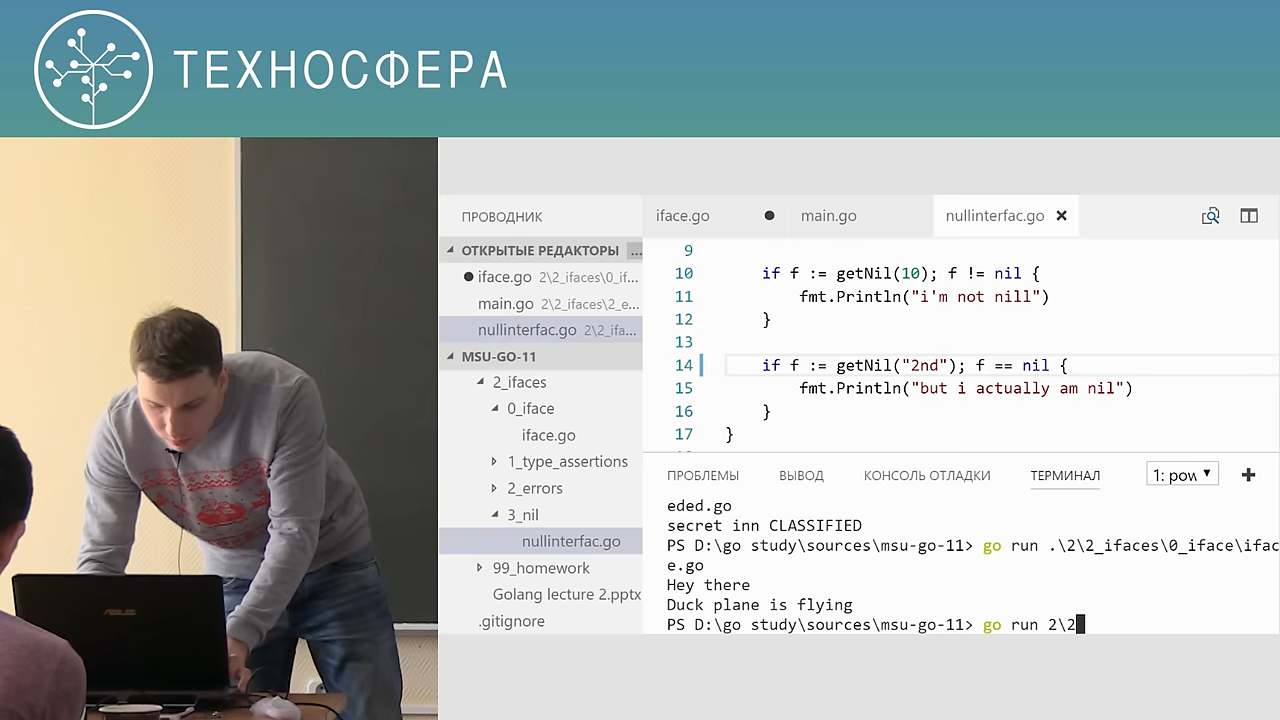 ТЕХНОСФЕРА
ПРОВОДНИК
ОТКРЫТЫЕ РЕДАКТОРЫ ...
iface.go 2\2_ifaces\0_if...
main.go 2\2_ifaces\2_e...
nullinterfac.go 2\2_ifa...
MSU-GO-11
2_ifaces
0_iface
iface.go
1_type_assertions
2_errors
3_nil
nullinterfac.go
99_homework
Golang lecture 2.pptx
.gitignore
iface.go main.go nullinterfac.go
9
10 if f := getNil(10); f != nil {
11 fmt.Println("i'm not nill")
12 }
13
14 if f := getNil("2nd"); f == nil {
15 fmt.Println("but i actually am nil")
16 }
17 }
ПРОБЛЕМЫ ВЫВОД КОНСОЛЬ ОТЛАДКИ ТЕРМИНАЛ 1: pow
eded.go
secret inn CLASSIFIED
PS D:\go study\sources\msu-go-11> go run .\2\2_ifaces\0_iface\ifac
e.go
Hey there
Duck plane is flying
PS D:\go study\sources\msu-go-11> go run 2\2
ASUS